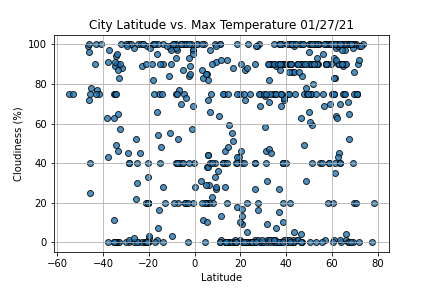 City Latitude vs. Max Temperature 01/27/21
100
80
60
40
20
0
Cloudiness (%)
−60 −40 −20 0 20 40 60 80
Latitude